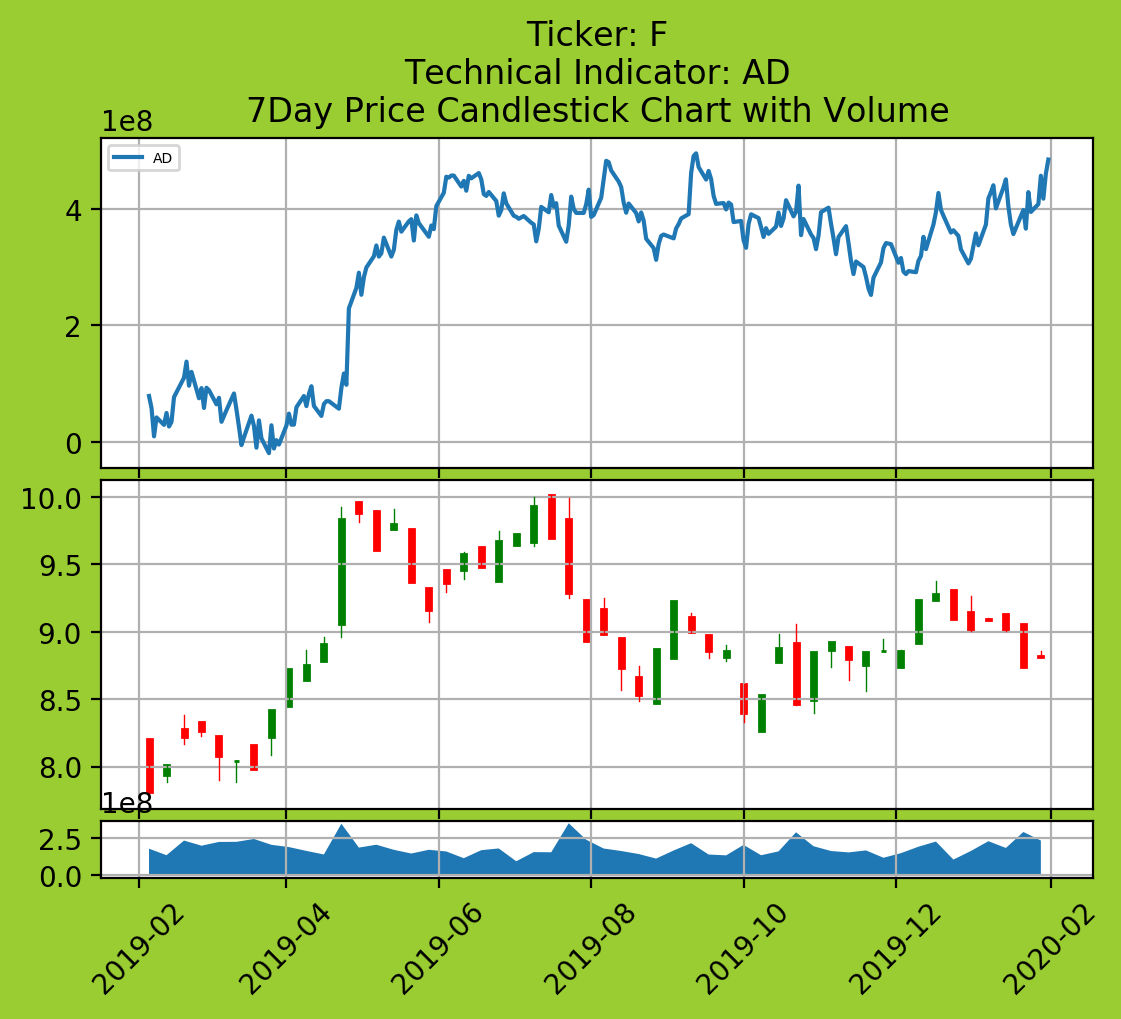 Ticker: F
Technical Indicator: AD
7Day Price Candlestick Chart with Volume
1e8
AD
4
2
0
10.0
9.5
9.0
8.5
8.0
1e8
2.5
0.0
2019-02
2019-04
2019-06
2019-08
2019-10
2019-12
2020-02